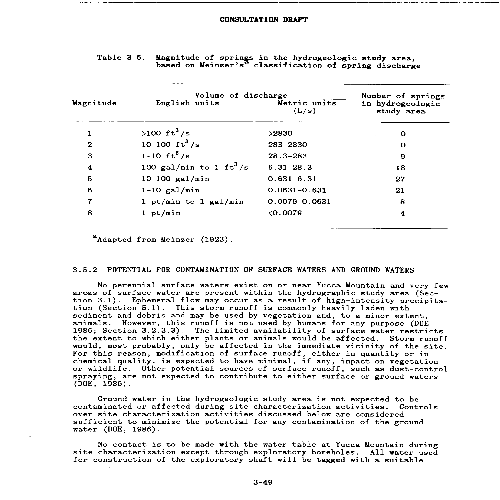 CONSULTATION DRAFT
Table 3-5. Magnitude of springs in the hydrogeologic study area,
based on Meinzer's a classification of spring discharge
Volume of discharge Number of springs
Magnitude English units Metric units in hydrogeologic
(L/s) study area
1 >100 ft3/s >2830 0
2 10-100 ft3/s 283-2830 0
3 1-10 ft3/s 28.3-283
4 100 gal/min to 1 ft3/s 6.31-28.3
5 10-100 gal/min 0.631-6.31 27
6 1-10 gal/min 0.0631-0.631 21
7 1 pt/min to 1 gal/min 0.0079-0.0631
8 1 pt/min <0.0079 4
aAdapted from Meinzer (1923).
3.5.2 POTENTIAL FOR CONTAMINATION OF SURFACE WATERS AND GROUND WATERS
No perennial surface waters exist on or near Yucca Mountain and very few
areas of surface water are present within the hydrographic study area (Sec-
tion 3.1). Ephemeral flow may occur as a result of high-intensity precipita-
tion (Section 5.1). This storm runoff is commonly heavily laden with
sediment and debris and may be used by vegetation and, to a minor extent,
animals. However, this runoff is not used by humans for any purpose (DOE
1986, Section 3.3.3.3) The limited availability of surface water restricts
the extent to which either plants or animals would be affected. Storm runoff
would, most probably, only be affected in the immediate vicinity of the site.
For this reason, modification of surface runoff, either in quantity or in
chemical quality, is expected to have minimal, if any, impact on vegetation
or wildlife. Other potential sources of surface runoff, such as dust-control
spraying, are not expected to contribute to either surface or ground waters
(DOE, 1986).
Ground water in the hydrogeologic study area is not expected to be
contaminated or affected during site characterization activities. Controls
over site characterization activities discussed below are considered
sufficient to minimize the potential for any contamination of the ground
water (DOE, 1986).
No contact is to be made with the water table at Yucca Mountain during
site characterization except through exploratory boreholes. All water used
for construction of the exploratory shaft will be tagged with a suitable
3-49